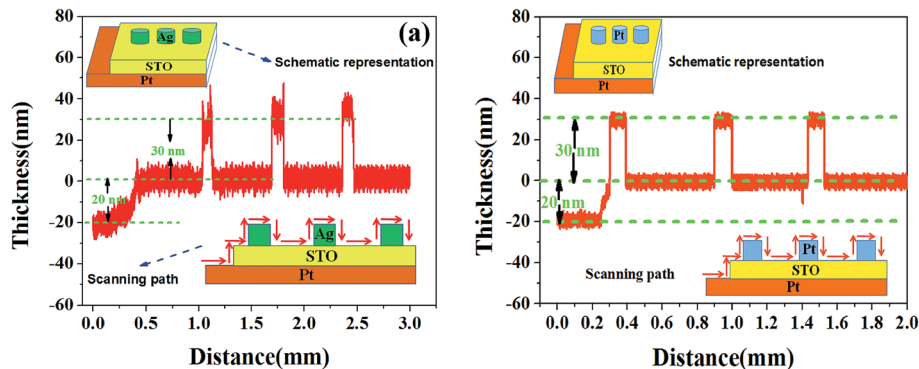 (a)
Ag
STO
Pt
Schematic representation
80
60
40
20
0
-20
-40
-60
Thickness(nm)
30 nm
20 nm
Ag
STO
Pt
Scanning path
0.0 0.5 1.0 1.5 2.0 2.5 3.0
Distance(mm)
Pt
STO
Pt
Schematic representation
80
60
40
20
0
-20
-40
-60
Thickness(nm)
30 nm
20 nm
Pt
STO
Pt
Scanning path
0.0 0.2 0.4 0.6 0.8 1.0 1.2 1.4 1.6 1.8 2.0
Distance(mm)